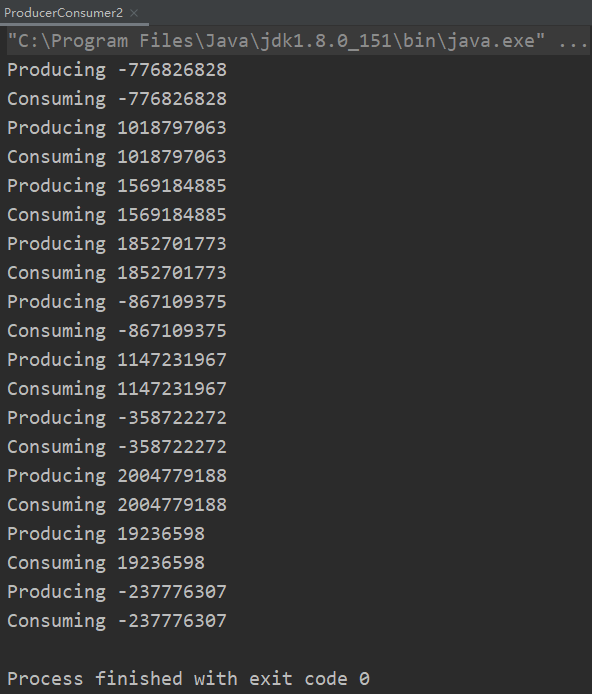 ProducerConsumer2 ×
"C:\Program Files\Java\jdk1.8.0_151\bin\java.exe" ...
Producing -776826828
Consuming -776826828
Producing 1018797063
Consuming 1018797063
Producing 1569184885
Consuming 1569184885
Producing 1852701773
Consuming 1852701773
Producing -867109375
Consuming -867109375
Producing 1147231967
Consuming 1147231967
Producing -358722272
Consuming -358722272
Producing 2004779188
Consuming 2004779188
Producing 19236598
Consuming 19236598
Producing -237776307
Consuming -237776307
Process finished with exit code 0